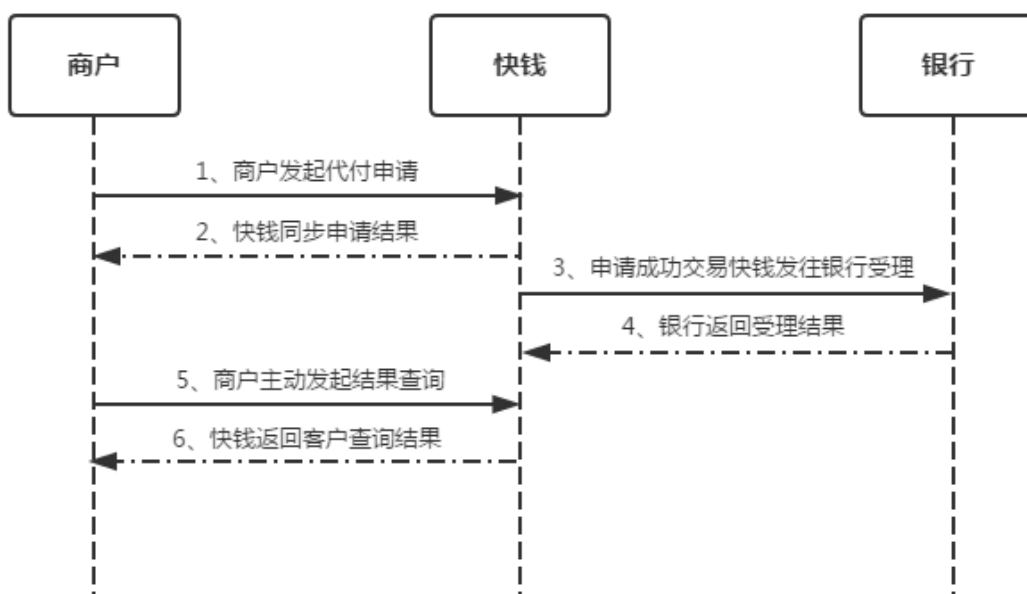 商户
快钱
银行
1、商户发起代付申请
2、快钱同步申请结果
3、申请成功交易快钱发往银行受理
4、银行返回受理结果
5、商户主动发起结果查询
6、快钱返回客户查询结果